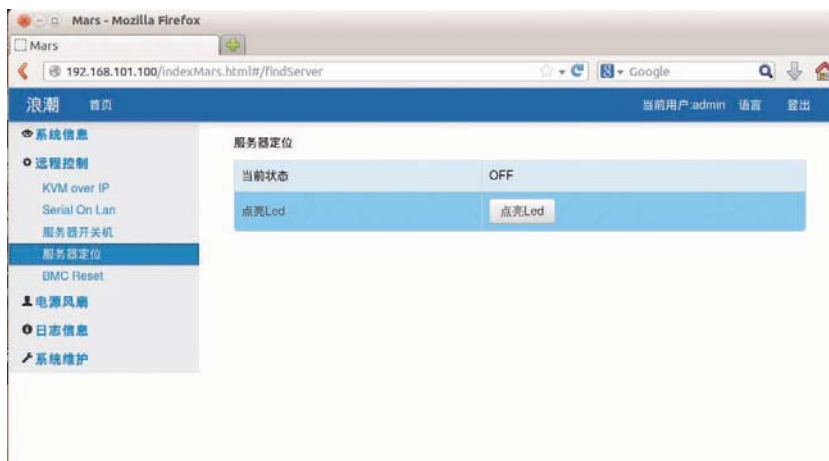 Mars - Mozilla Firefox
Mars
192.168.101.100/indexMars.html#/findServer
Google
浪潮 首页 当前用户:admin 语言 登出
系统信息
远程控制
KVM over IP
Serial On Lan
服务器开关机
服务器定位
BMC Reset
电源风扇
日志信息
系统维护
服务器定位
当前状态 OFF
点亮Led 点亮Led